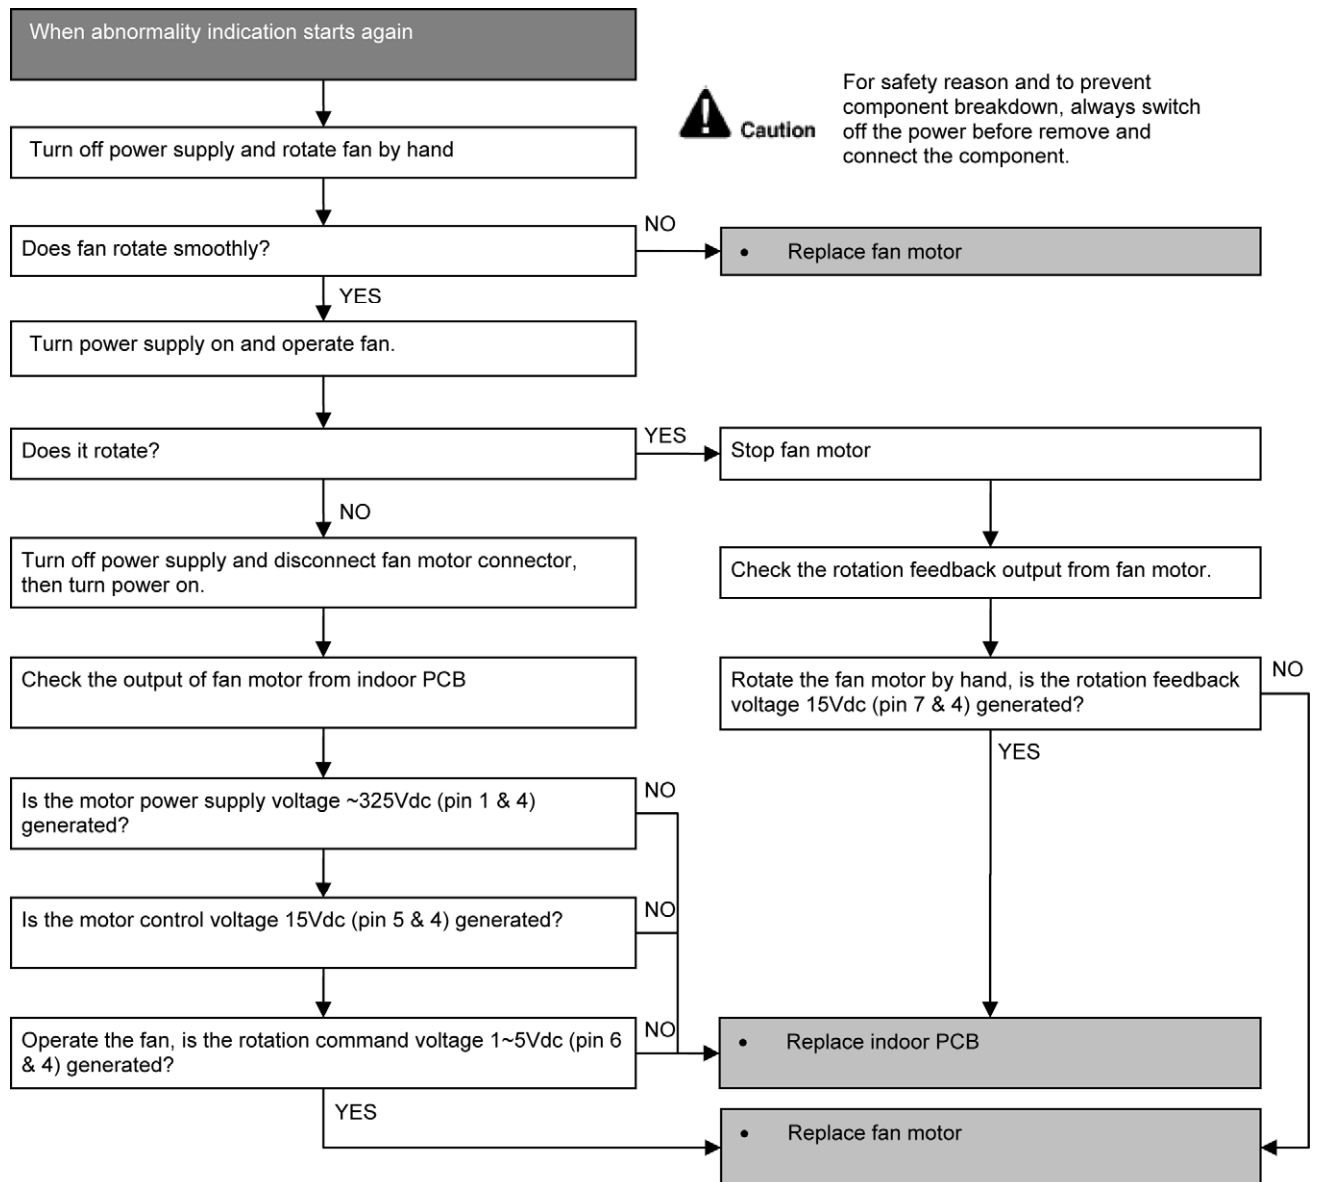 When abnormality indication starts again
Caution
For safety reason and to prevent
component breakdown, always switch
off the power before remove and
connect the component.
Turn off power supply and rotate fan by hand
Does fan rotate smoothly?
NO
• Replace fan motor
YES
Turn power supply on and operate fan.
Does it rotate?
YES
Stop fan motor
NO
Turn off power supply and disconnect fan motor connector,
then turn power on.
Check the rotation feedback output from fan motor.
Check the output of fan motor from indoor PCB
Rotate the fan motor by hand, is the rotation feedback
voltage 15Vdc (pin 7 & 4) generated?
NO
YES
Is the motor power supply voltage ~325Vdc (pin 1 & 4)
generated?
NO
Is the motor control voltage 15Vdc (pin 5 & 4) generated?
NO
Operate the fan, is the rotation command voltage 1~5Vdc (pin 6
& 4) generated?
NO
• Replace indoor PCB
YES
• Replace fan motor